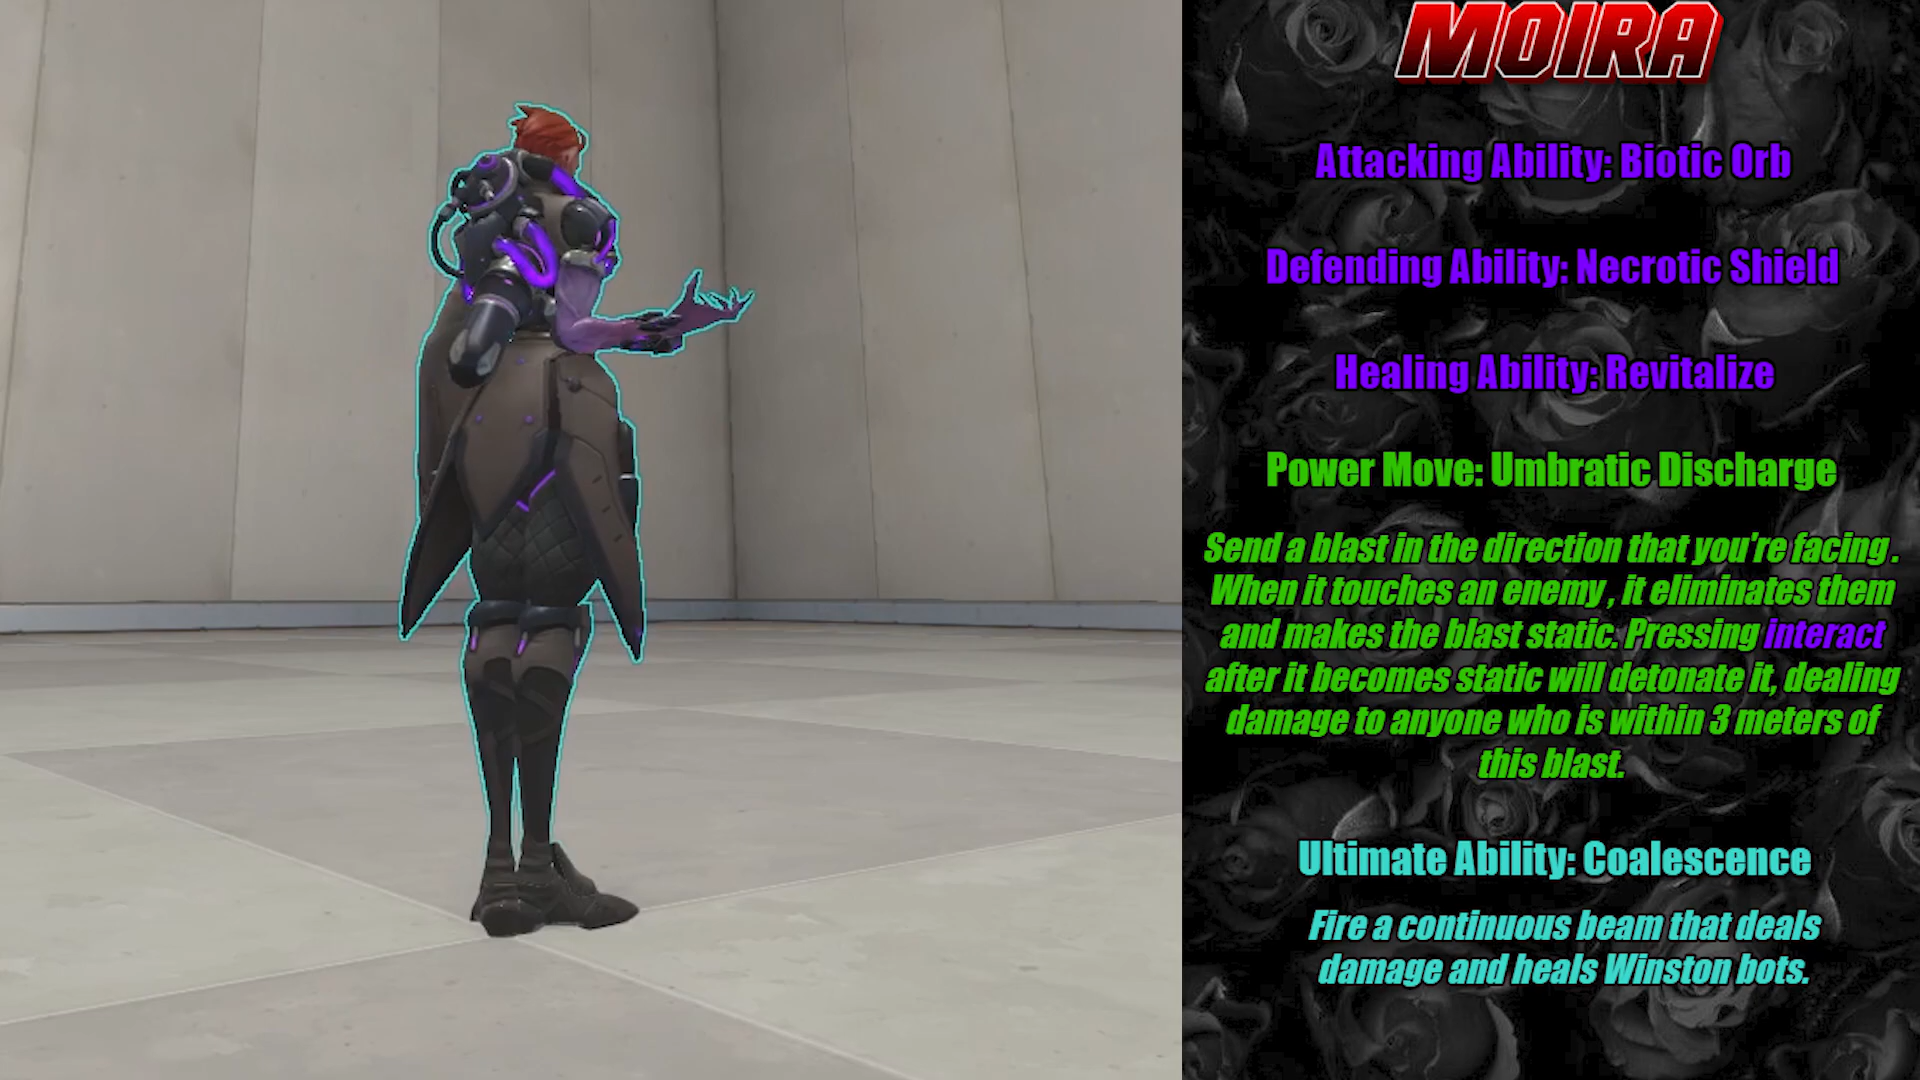 MOIRA
Attacking Ability: Biotic Orb
Defending Ability: Necrotic Shield
Healing Ability: Revitalize
Power Move: Umbratic Discharge
Send a blast in the direction that you're facing .
When it touches an enemy , it eliminates them
and makes the blast static. Pressing interact
after it becomes static will detonate it, dealing
damage to anyone who is within 3 meters of
this blast.
Ultimate Ability: Coalescence
Fire a continuous beam that deals
damage and heals Winston bots.